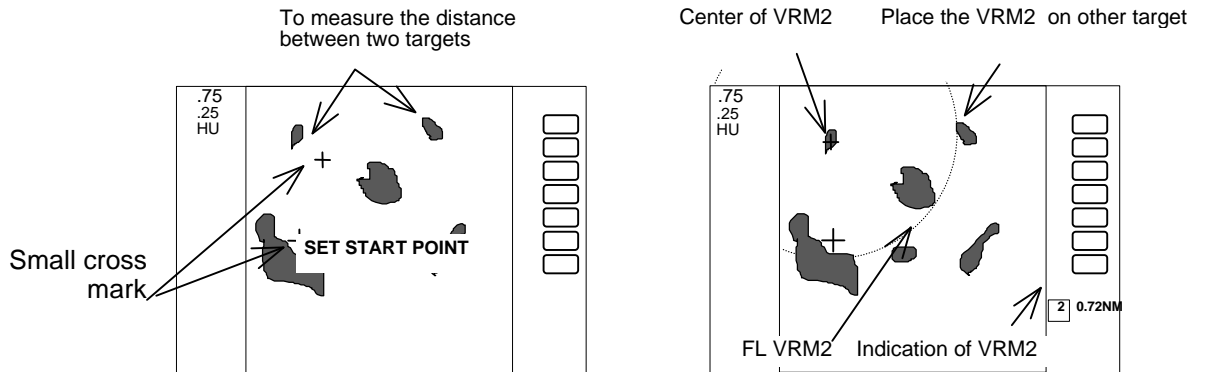 To measure the distance
between two targets
.75
.25
HU
SET START POINT
Small cross
mark
Center of VRM2
Place the VRM2 on other target
.75
.25
HU
2 0.72NM
FL VRM2
Indication of VRM2